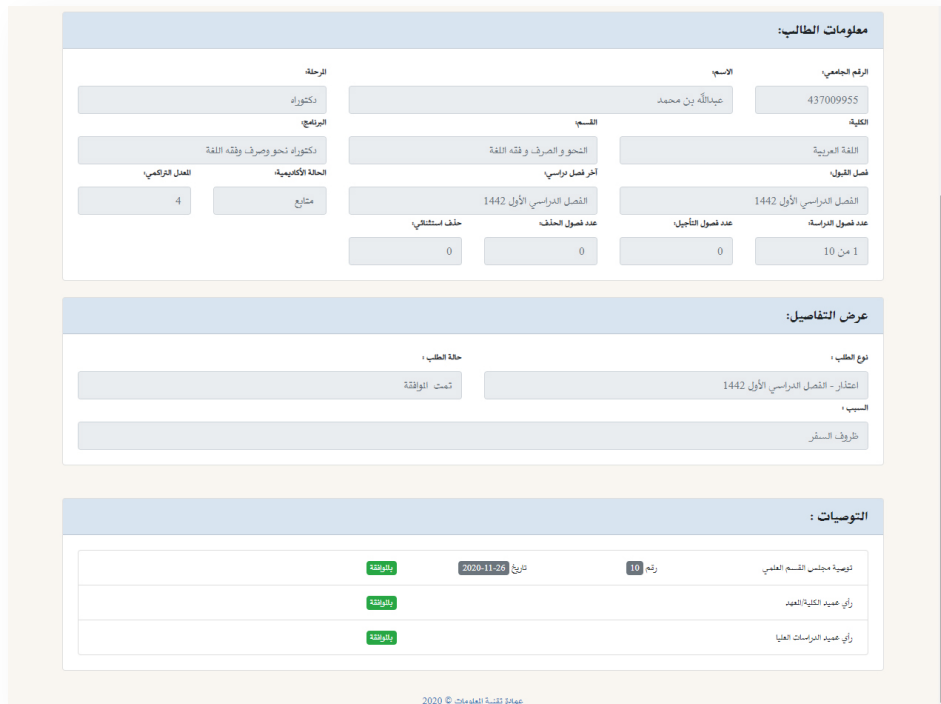 معلومات الطالب:
الرقم الجامعي: الاسم: المرحلة:
437009955 عبدالله بن محمد دكتوراه
الكلية: القسم: البرنامج:
اللغة العربية النحو و الصرف و فقه اللغة دكتوراه نحو وصرف وفقه اللغة
فصل القبول: آخر فصل دراسي: الحالة الأكاديمية: المعدل التراكمي:
الفصل الدراسي الأول 1442 الفصل الدراسي الأول 1442 متابع 4
عدد فصول الدراسة: عدد فصول التأجيل: عدد فصول الحذف: حذف استثنائي:
1 من 10 0 0 0
عرض التفاصيل:
نوع الطلب : حالة الطلب :
اعتذار - الفصل الدراسي الأول 1442 تمت الموافقة
السبب :
ظروف السفر
التوصيات :
توصية مجلس القسم العلمي رقم 10 تاريخ 2020-11-26 بالموافقة
رأي عميد الكلية/المعهد بالموافقة
رأي عميد الدراسات العليا بالموافقة
عمادة تقنية المعلومات © 2020